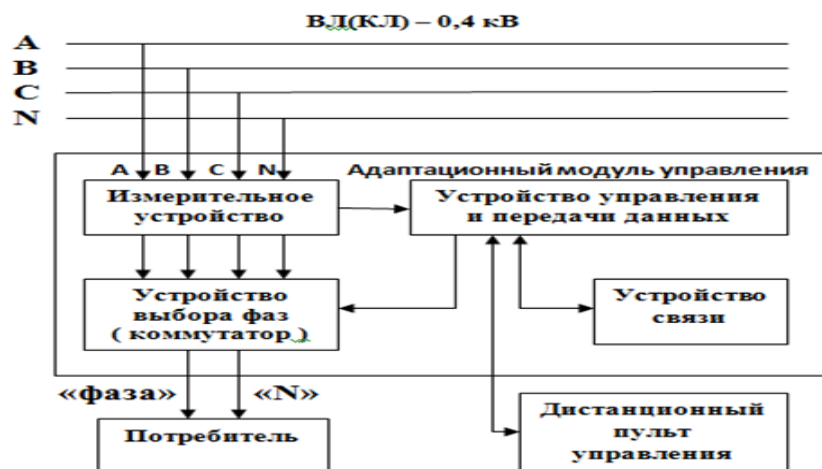 ВЛ(КЛ) – 0,4 кВ
А
В
С
N
А В С N Адаптационный модуль управления
Измерительное
устройство
Устройство управления
и передачи данных
Устройство
выбора фаз
( коммутатор )
Устройство
связи
«фаза» «N»
Потребитель
Дистанционный
пульт
управления